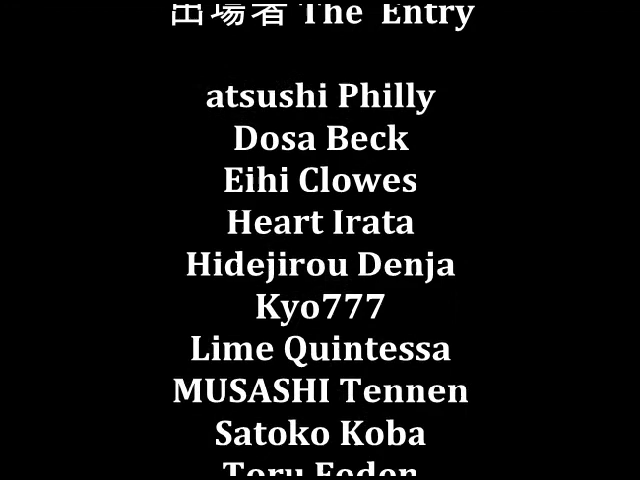 出場者 The Entry
atsushi Philly
Dosa Beck
Eihi Clowes
Heart Irata
Hidejirou Denja
Kyo777
Lime Quintessa
MUSASHI Tennen
Satoko Koba
Toru